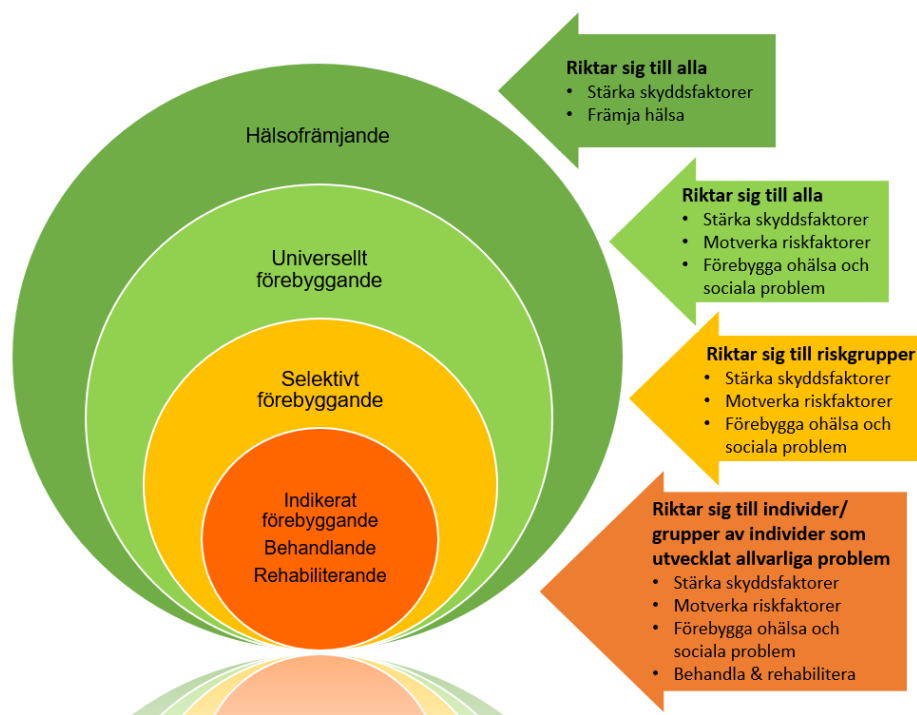 Hälsofrämjande
Universellt
förebyggande
Selektivt
förebyggande
Indikerat
förebyggande
Behandlande
Rehabiliterande
Riktar sig till alla
• Stärka skyddsfaktorer
• Främja hälsa
Riktar sig till alla
• Stärka skyddsfaktorer
• Motverka riskfaktorer
• Förebygga ohälsa och
sociala problem
Riktar sig till riskgrupper
• Stärka skyddsfaktorer
• Motverka riskfaktorer
• Förebygga ohälsa och
sociala problem
Riktar sig till individer/
grupper av individer som
utvecklat allvarliga problem
• Stärka skyddsfaktorer
• Motverka riskfaktorer
• Förebygga ohälsa och
sociala problem
• Behandla & rehabilitera